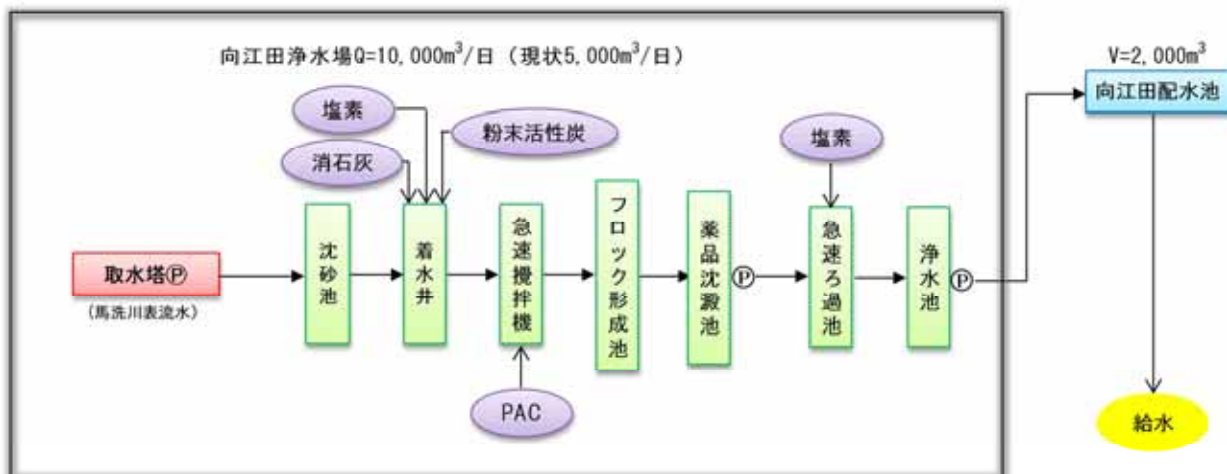 向江田浄水場Q=10,000m³/日（現状5,000m³/日）
V=2,000m³
向江田配水池
塩素
粉末活性炭
消石灰
塩素
取水塔Ⓟ
(馬洗川表流水)
沈砂池
着水井
急速攪拌機
フロック形成池
薬品沈澱池
Ⓟ
急速ろ過池
浄水池
Ⓟ
PAC
給水